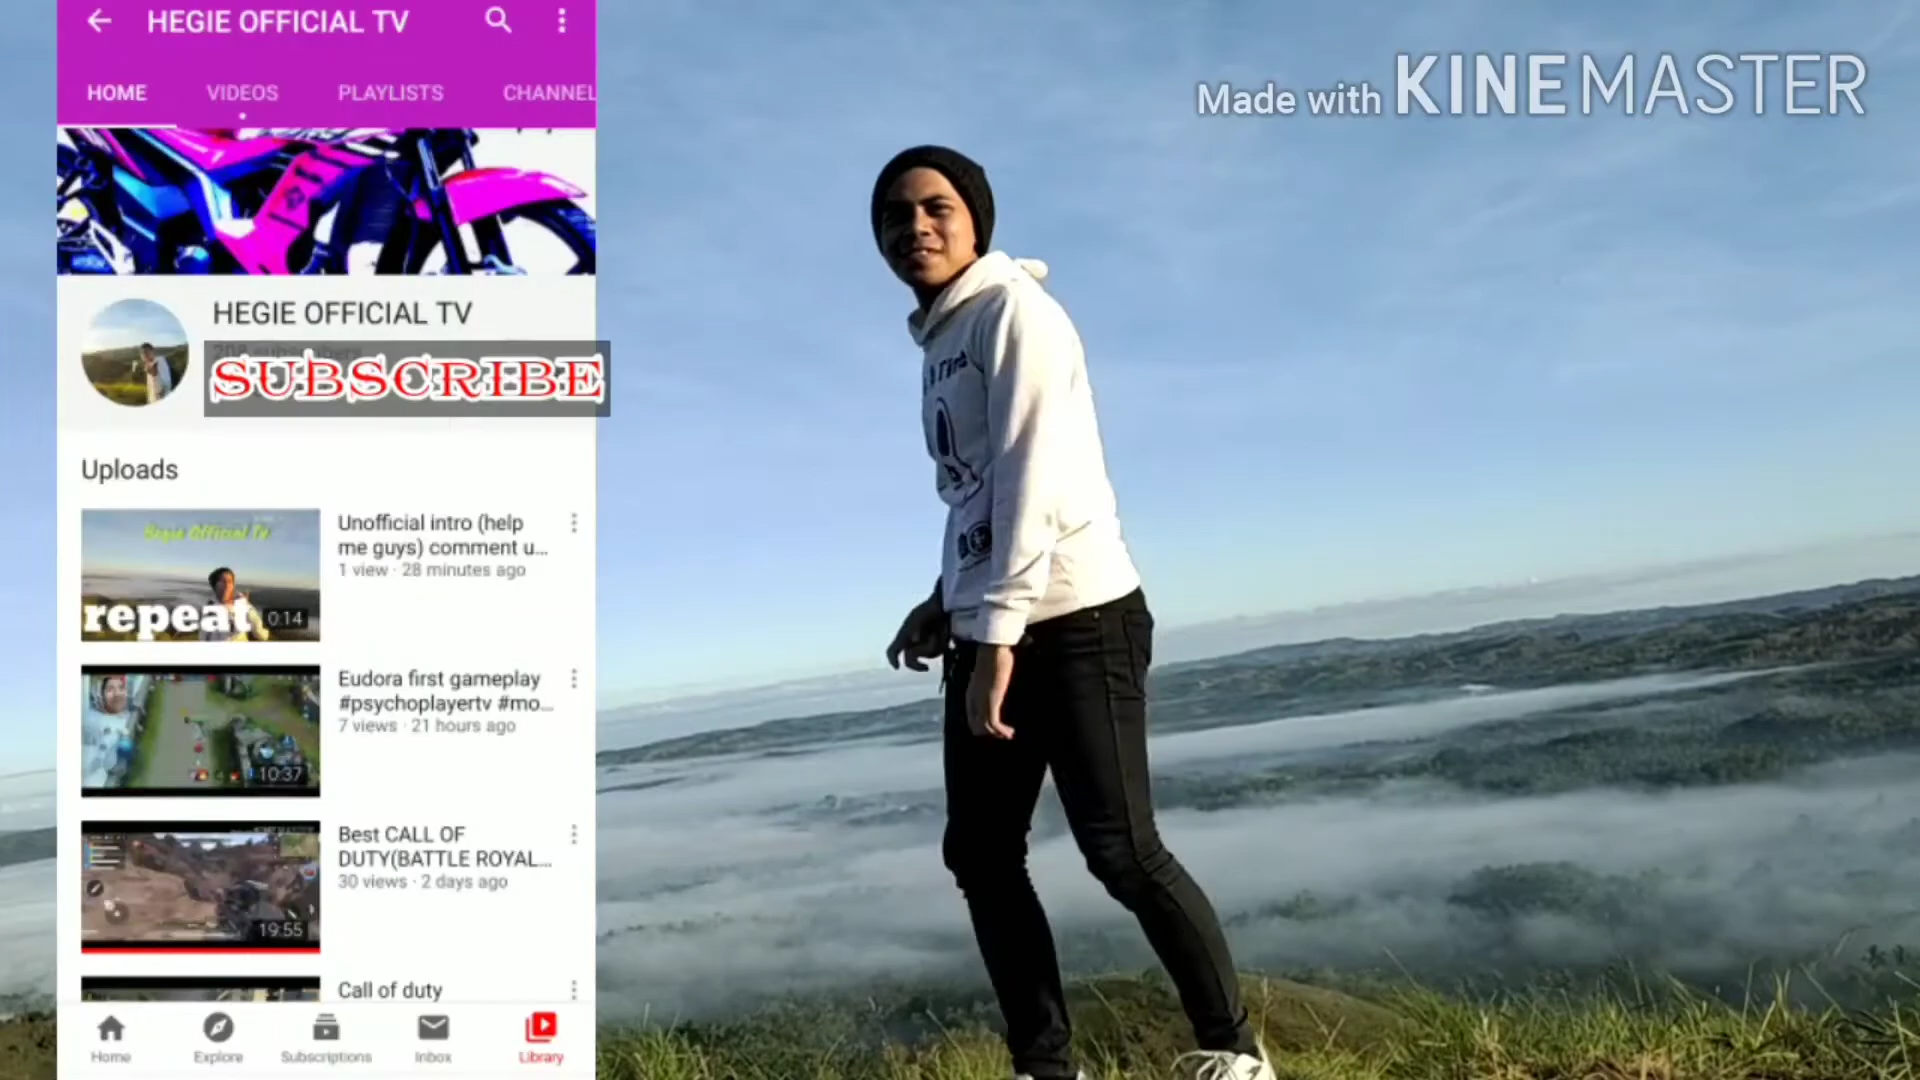 HEGIE OFFICIAL TV
Made with KINEMASTER
HOME VIDEOS PLAYLISTS CHANNEL
HEGIE OFFICIAL TV
SUBSCRIBE
Uploads
Hegie Official Tv
repeat
0:14
Unofficial intro (help
me guys) comment u...
1 view · 28 minutes ago
10:37
Eudora first gameplay
#psychoplayertv #mo...
7 views · 21 hours ago
19:55
Best CALL OF
DUTY(BATTLE ROYAL...
30 views · 2 days ago
Call of duty
Home Explore Subscriptions Inbox Library